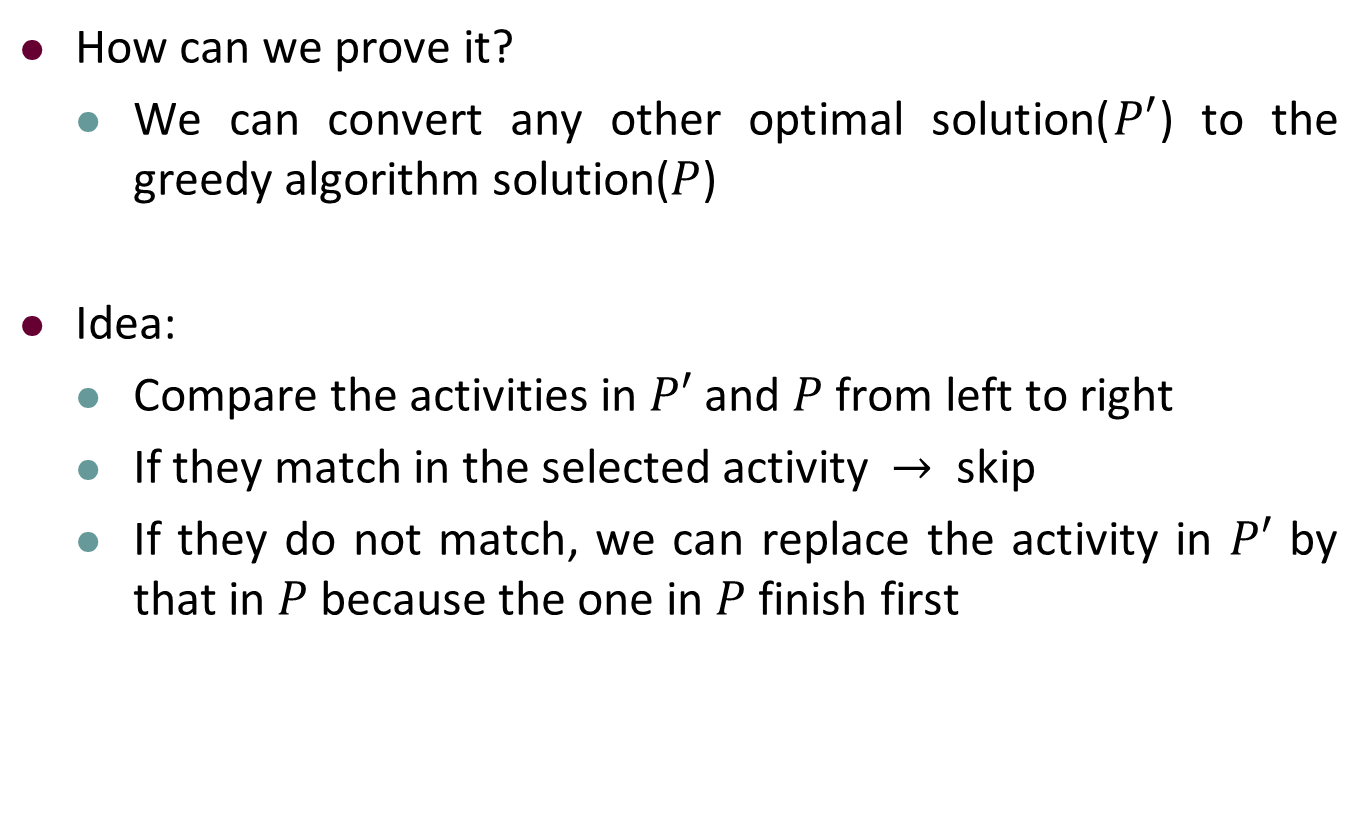 How can we prove it?
We can convert any other optimal solution(P′) to the
greedy algorithm solution(P)
Idea:
Compare the activities in P′ and P from left to right
If they match in the selected activity → skip
If they do not match, we can replace the activity in P′ by
that in P because the one in P finish first